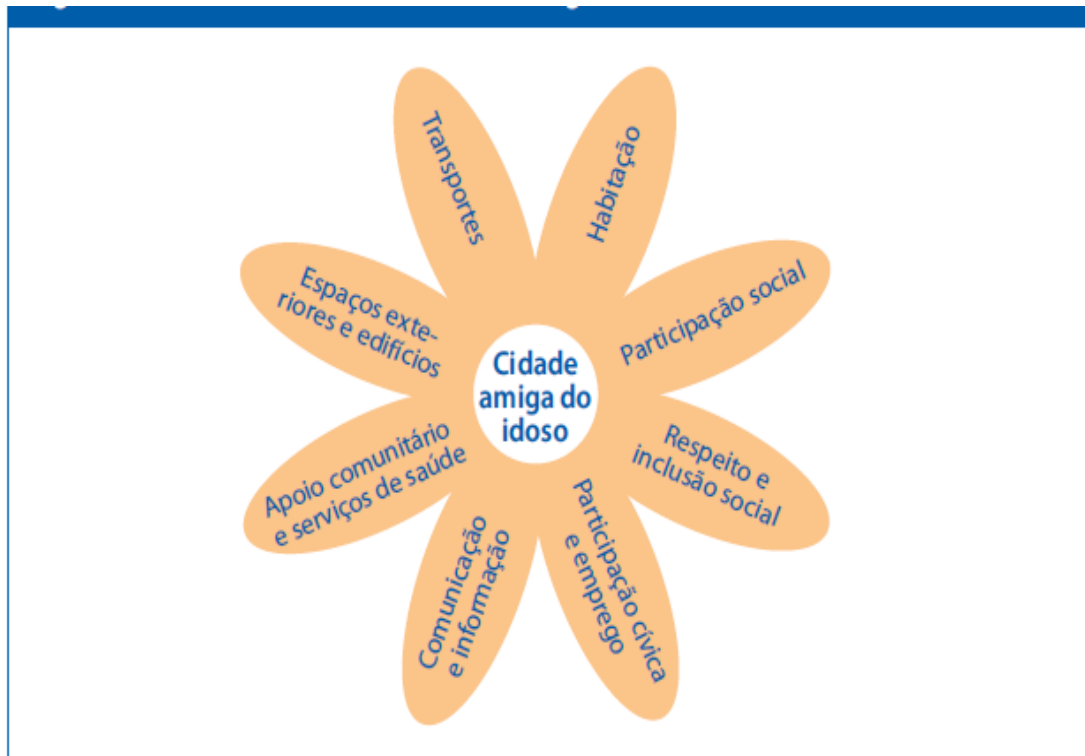 Transportes
Habitação
Participação social
Respeito e
inclusão social
Participação cívica
e emprego
Comunicação
e informação
Apoio comunitário
e serviços de saúde
Espaços exte-
riores e edifícios
Cidade
amiga do
idoso